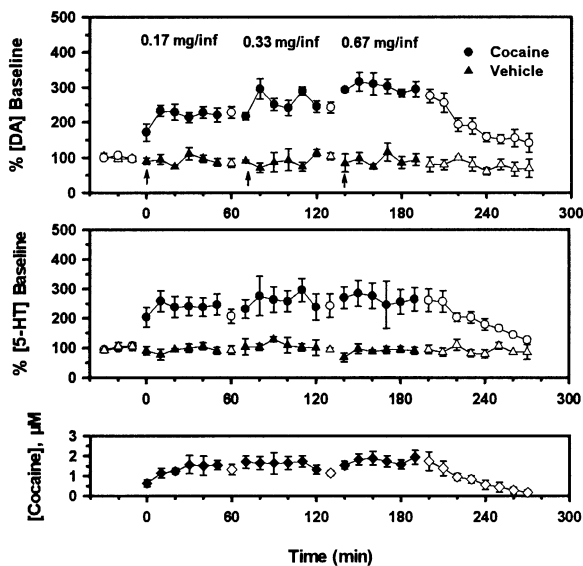 500
400
300
200
100
0
% [DA] Baseline
0.17 mg/inf 0.33 mg/inf 0.67 mg/inf
Cocaine
Vehicle
0 60 120 180 240 300
500
400
300
200
100
0
% [5-HT] Baseline
0 60 120 180 240 300
3
2
1
0
[Cocaine], µM
0 60 120 180 240 300
Time (min)